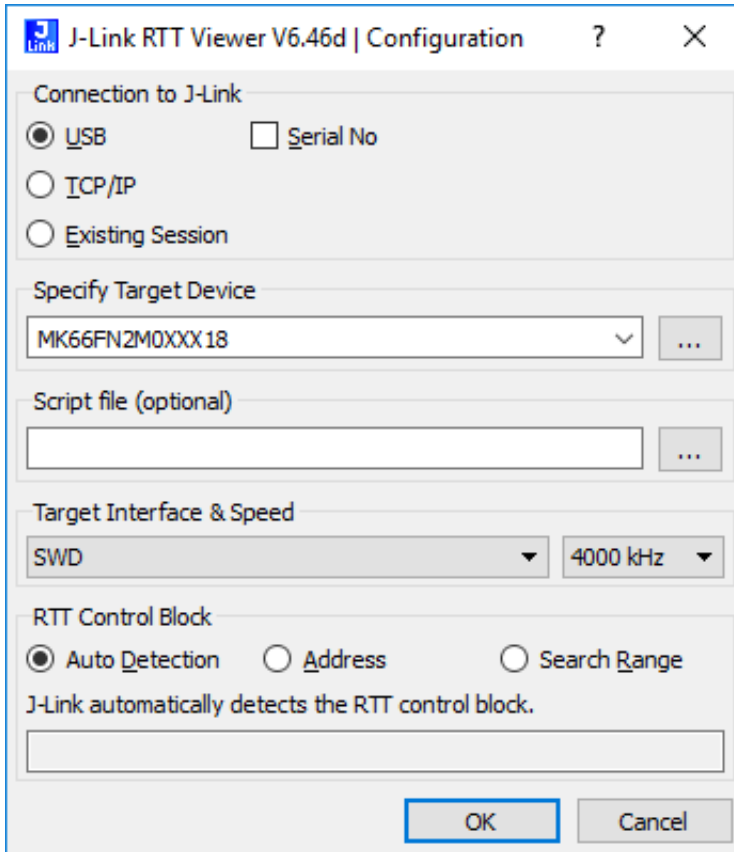 J Link J-Link RTT Viewer V6.46d | Configuration ? 
Connection to J-Link
USB Serial No
TCP/IP
Existing Session
Specify Target Device
MK66FN2M0XXX18 ...
Script file (optional)
...
Target Interface & Speed
SWD 4000 kHz
RTT Control Block
Auto Detection Address Search Range
J-Link automatically detects the RTT control block.
OK Cancel